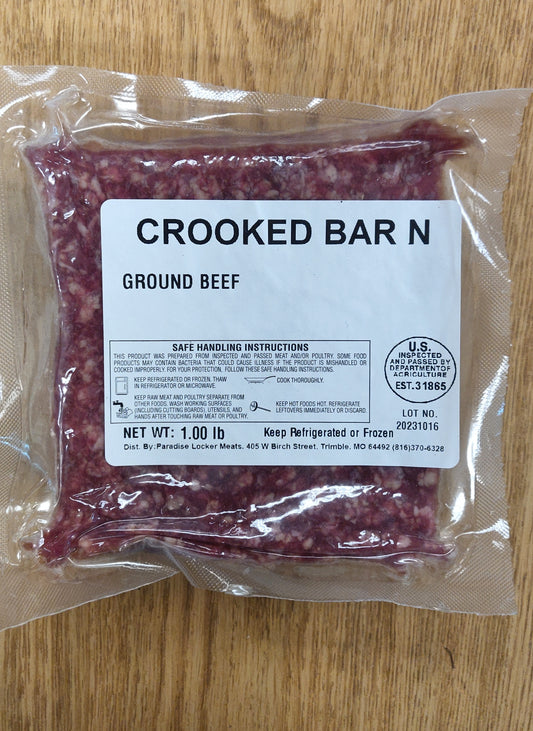 CROOKED BAR N
GROUND BEEF
SAFE HANDLING INSTRUCTIONS
THIS PRODUCT WAS PREPARED FROM INSPECTED AND PASSED MEAT AND/OR POULTRY. SOME FOOD
PRODUCTS MAY CONTAIN BACTERIA THAT COULD CAUSE ILLNESS IF THE PRODUCT IS MISHANDLED OR
COOKED IMPROPERLY. FOR YOUR PROTECTION, FOLLOW THESE SAFE HANDLING INSTRUCTIONS.
KEEP REFRIGERATED OR FROZEN. THAW
IN REFRIGERATOR OR MICROWAVE.
COOK THOROUGHLY.
KEEP RAW MEAT AND POULTRY SEPARATE FROM
OTHER FOODS. WASH WORKING SURFACES
(INCLUDING CUTTING BOARDS), UTENSILS, AND
HANDS AFTER TOUCHING RAW MEAT OR POULTRY.
KEEP HOT FOODS HOT. REFRIGERATE
LEFTOVERS IMMEDIATELY OR DISCARD.
U.S.
INSPECTED
AND PASSED BY
DEPARTMENT OF
AGRICULTURE
EST. 31865
LOT NO.
20231016
NET WT: 1.00 lb Keep Refrigerated or Frozen
Dist. By: Paradise Locker Meats. 405 W Birch Street. Trimble, MO 64492 (816)370-6328